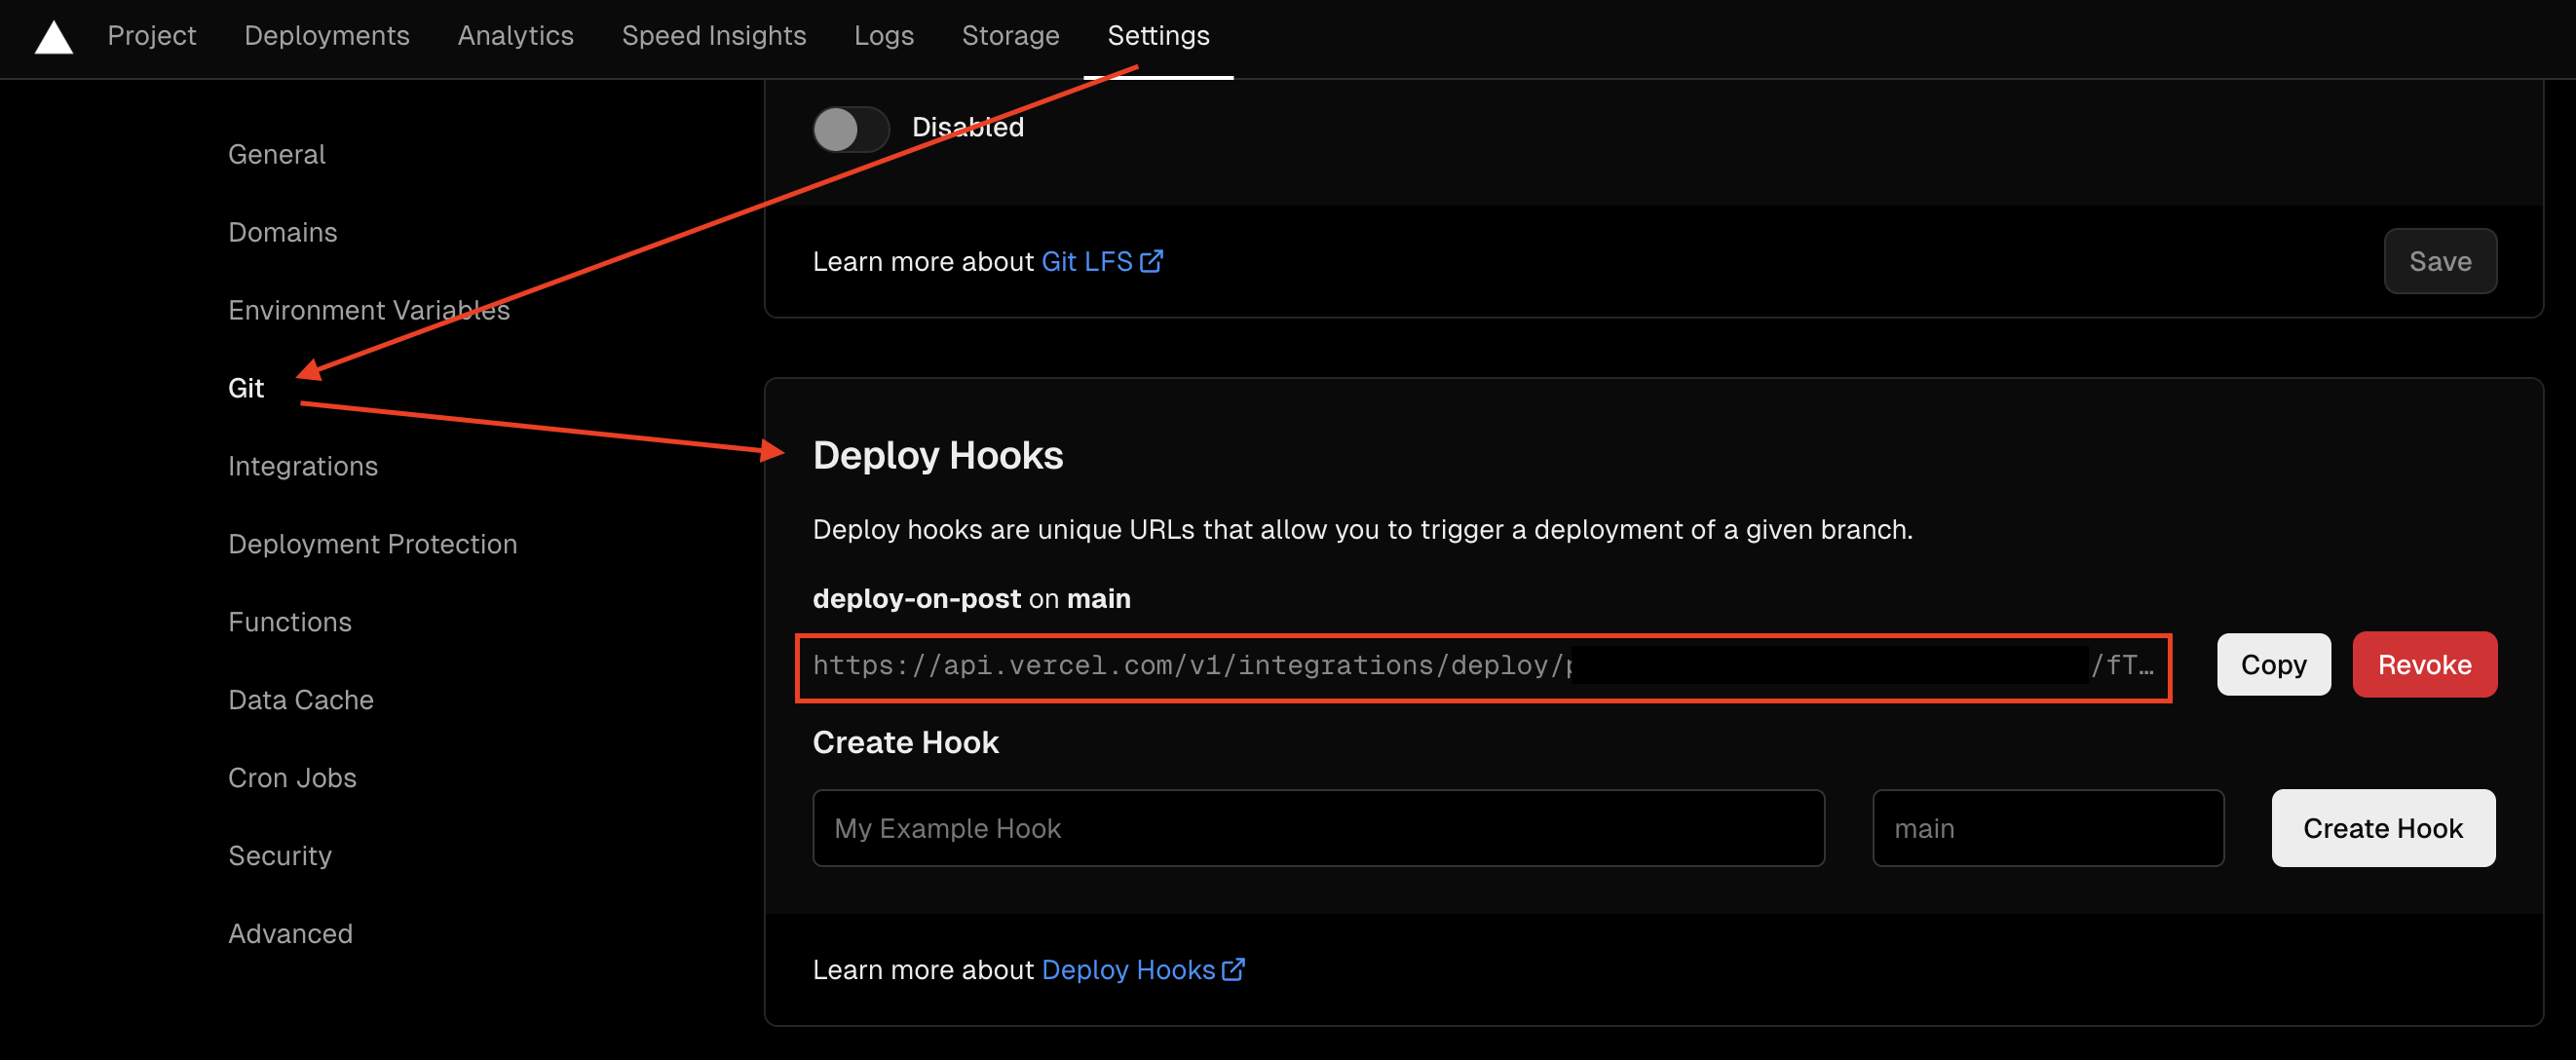 Project Deployments Analytics Speed Insights Logs Storage Settings
General
Domains
Environment Variables
Git
Integrations
Deployment Protection
Functions
Data Cache
Cron Jobs
Security
Advanced
Disabled
Learn more about Git LFS
Save
Deploy Hooks
Deploy hooks are unique URLs that allow you to trigger a deployment of a given branch.
deploy-on-post on main
https://api.vercel.com/v1/integrations/deploy/p /fT…
Copy
Revoke
Create Hook
My Example Hook
main
Create Hook
Learn more about Deploy Hooks